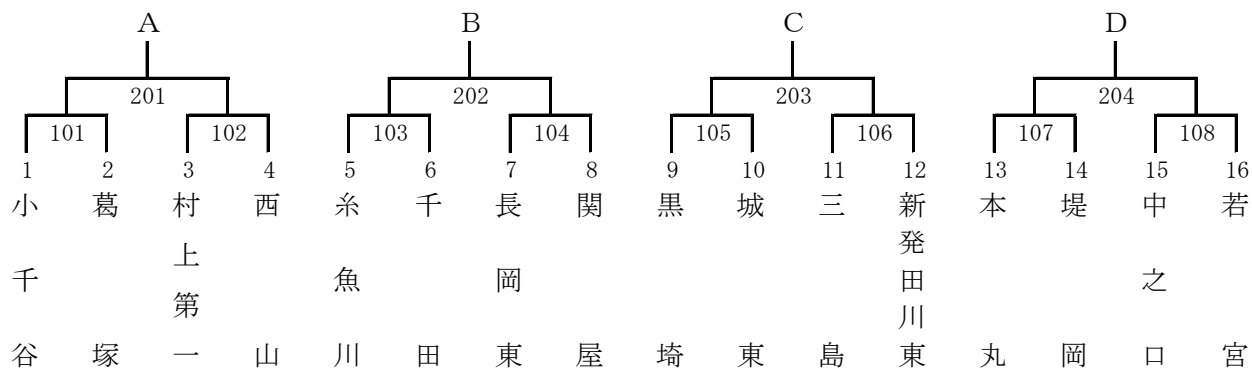 A B C D
201 202 203 204
101 102 103 104 105 106 107 108
1 2 3 4 5 6 7 8 9 10 11 12 13 14 15 16
小千谷
葛塚
村上第一
西山
糸魚川
千田
長岡東
関屋
黒埼
城東
三島
新発田川東
本丸
堤岡
中之口
若宮